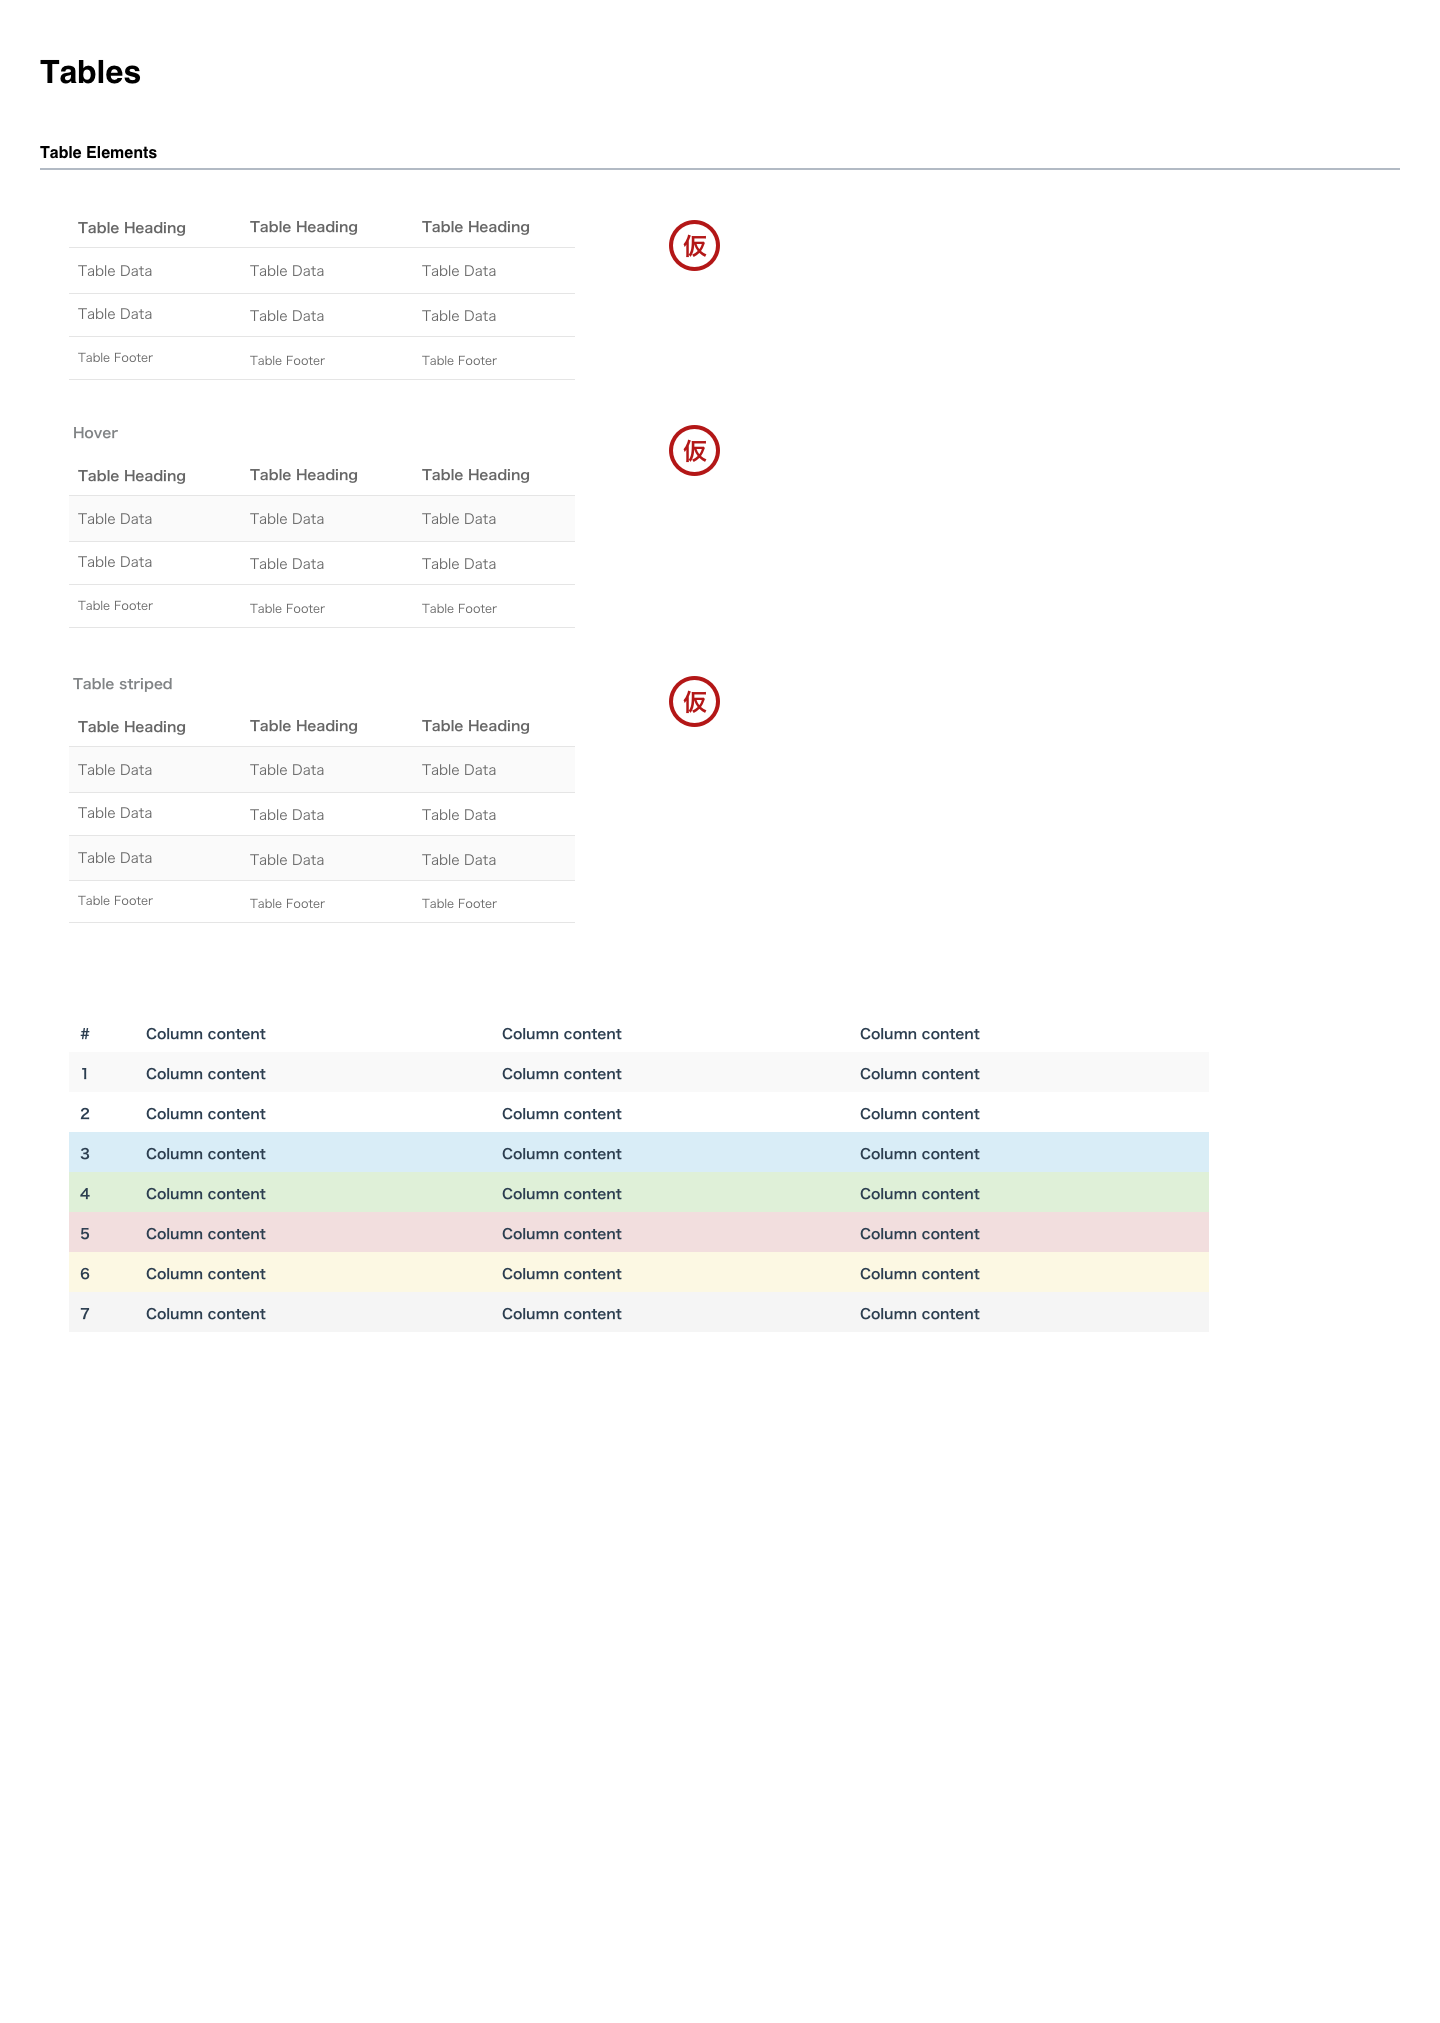 Tables
Table Elements
Table Heading Table Heading Table Heading 仮
Table Data Table Data Table Data
Table Data Table Data Table Data
Table Footer Table Footer Table Footer
Hover 仮
Table Heading Table Heading Table Heading
Table Data Table Data Table Data
Table Data Table Data Table Data
Table Footer Table Footer Table Footer
Table striped 仮
Table Heading Table Heading Table Heading
Table Data Table Data Table Data
Table Data Table Data Table Data
Table Data Table Data Table Data
Table Footer Table Footer Table Footer
# Column content Column content Column content
1 Column content Column content Column content
2 Column content Column content Column content
3 Column content Column content Column content
4 Column content Column content Column content
5 Column content Column content Column content
6 Column content Column content Column content
7 Column content Column content Column content